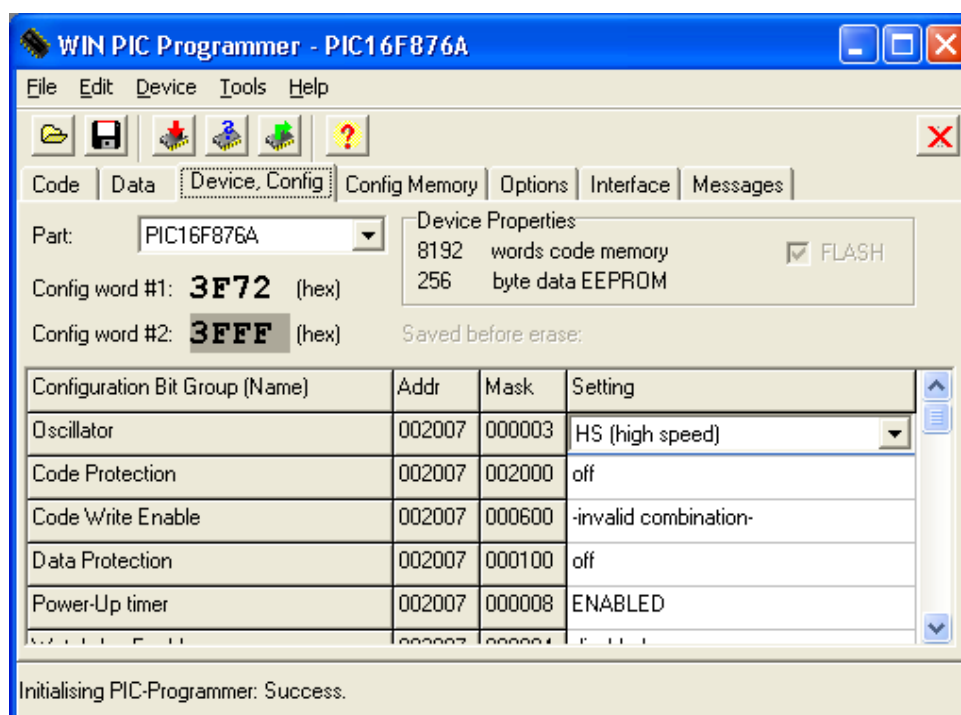 WIN PIC Programmer - PIC16F876A
File Edit Device Tools Help
?
Code Data Device, Config Config Memory Options Interface Messages
Part: PIC16F876A
Device Properties
8192 words code memory FLASH
256 byte data EEPROM
Config word #1: 3F72 (hex)
Config word #2: 3FFF (hex) Saved before erase:
Configuration Bit Group (Name) Addr Mask Setting
Oscillator 002007 000003 HS (high speed)
Code Protection 002007 002000 off
Code Write Enable 002007 000600 -invalid combination-
Data Protection 002007 000100 off
Power-Up timer 002007 000008 ENABLED
Initialising PIC-Programmer: Success.